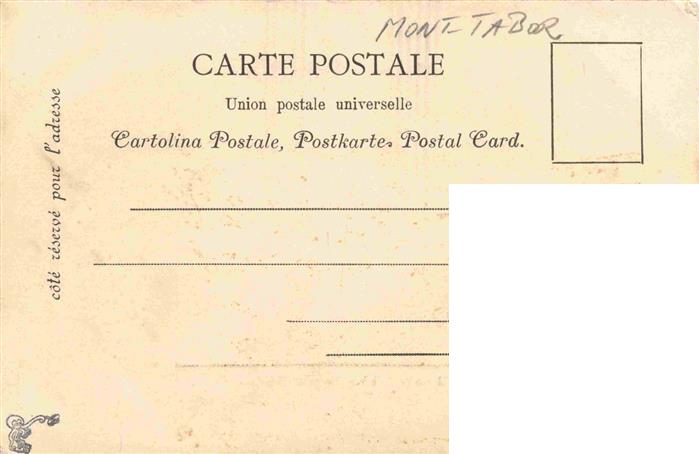 MONT-TABOR
CARTE POSTALE
Union postale universelle
Cartolina Postale, Postkarte, Postal Card.
côté réservé pour l'adresse